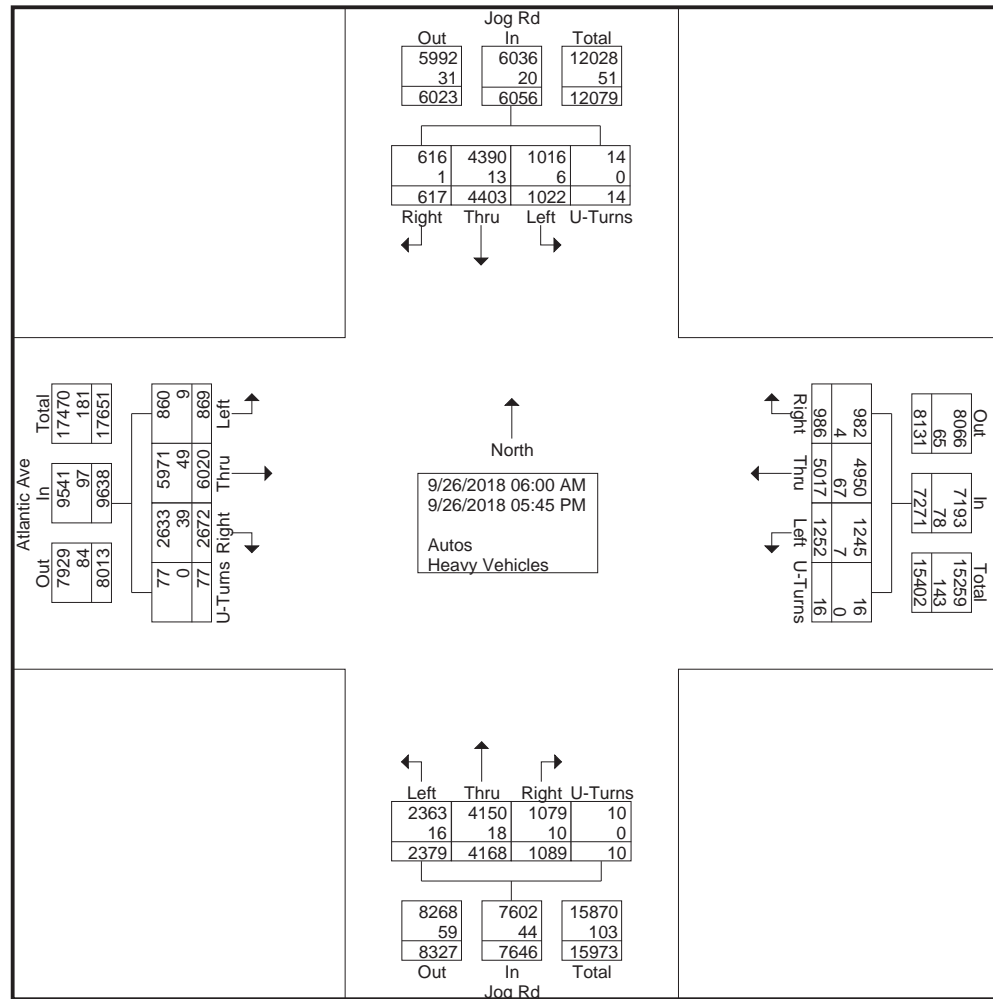 Jog Rd
Out In Total
5992 6036 12028
31 20 51
6023 6056 12079
616 4390 1016 14
1 13 6 0
617 4403 1022 14
Right Thru Left U-Turns
Atlantic Ave
Total In Out
17470 9541 7929
181 97 84
17651 9638 8013
860 5971 2633 77
9 49 39 0
869 6020 2672 77
Left Thru Right U-Turns
North
9/26/2018 06:00 AM
9/26/2018 05:45 PM
Autos
Heavy Vehicles
Right Thru Left U-Turns
986 5017 1252 16
4 67 7 0
982 4950 1245 16
Out In Total
8066 7193 15259
65 78 143
8131 7271 15402
Left Thru Right U-Turns
2363 4150 1079 10
16 18 10 0
2379 4168 1089 10
8268 7602 15870
59 44 103
8327 7646 15973
Out In Total
Jog Rd